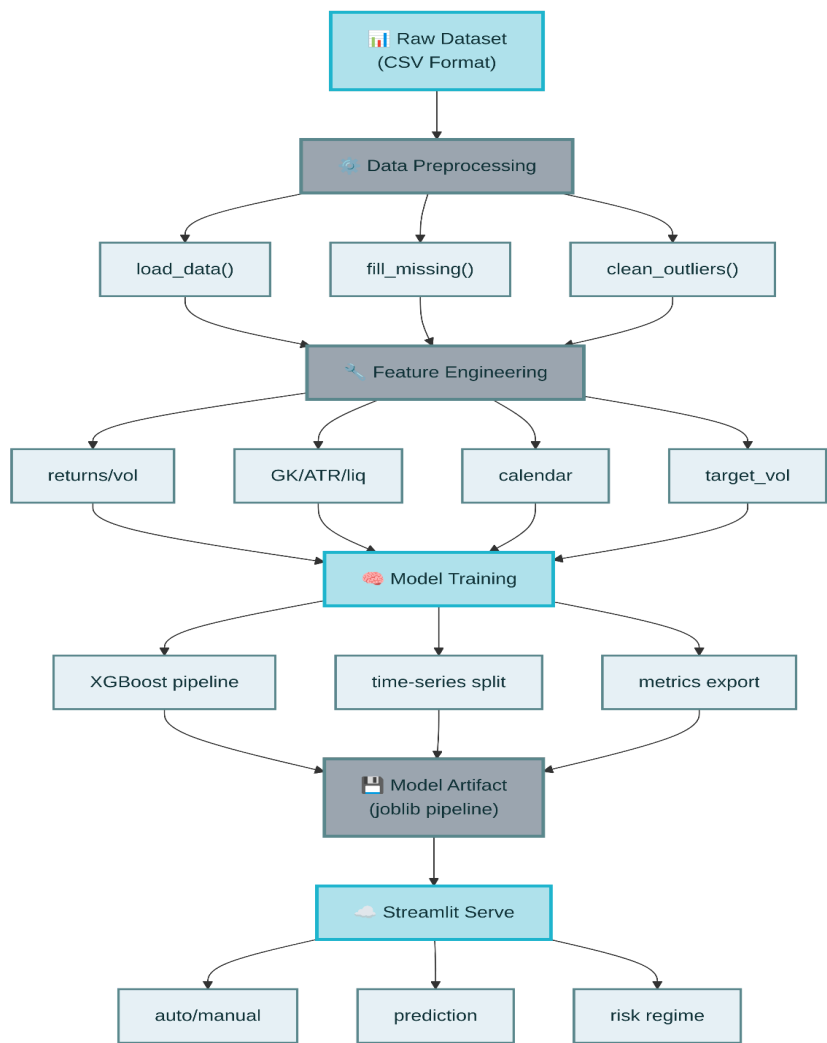 📊 Raw Dataset
(CSV Format)
⚙️ Data Preprocessing
load_data()
fill_missing()
clean_outliers()
🔧 Feature Engineering
returns/vol
GK/ATR/liq
calendar
target_vol
🧠 Model Training
XGBoost pipeline
time-series split
metrics export
💾 Model Artifact
(joblib pipeline)
☁️ Streamlit Serve
auto/manual
prediction
risk regime